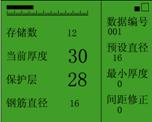 存储数 12
当前厚度 30
保护层 28
钢筋直径 16
数据编号
001
预设直径
16
最小厚度
0
间距修正
0